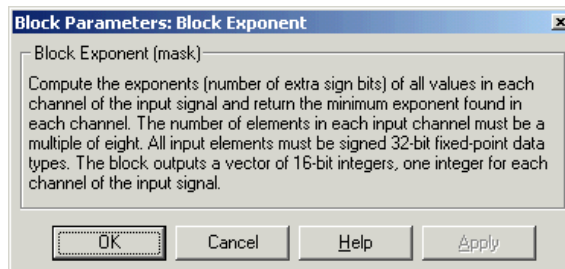 Block Parameters: Block Exponent
Block Exponent (mask)
Compute the exponents (number of extra sign bits) of all values in each
channel of the input signal and return the minimum exponent found in
each channel. The number of elements in each input channel must be a
multiple of eight. All input elements must be signed 32-bit fixed-point data
types. The block outputs a vector of 16-bit integers, one integer for each
channel of the input signal.
OK Cancel Help Apply